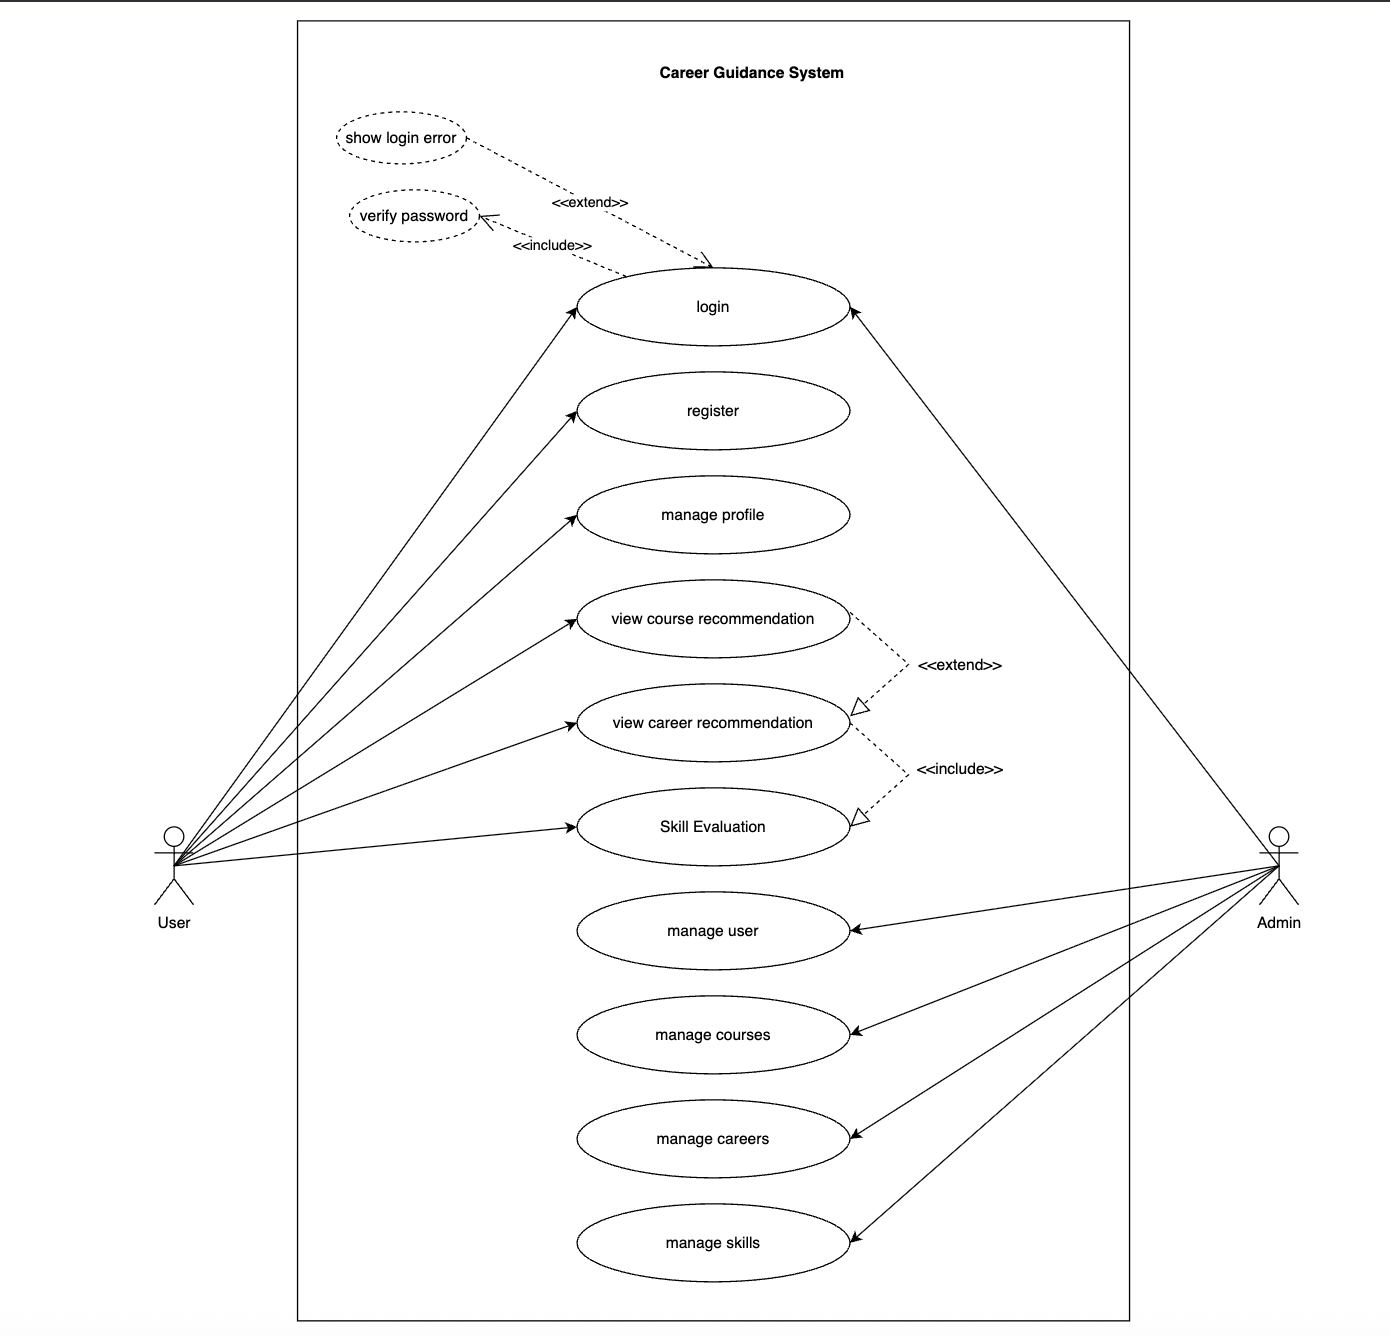 Career Guidance System
show login error
<<extend>>
verify password
<<include>>
login
register
manage profile
view course recommendation
<<extend>>
view career recommendation
<<include>>
Skill Evaluation
User
Admin
manage user
manage courses
manage careers
manage skills